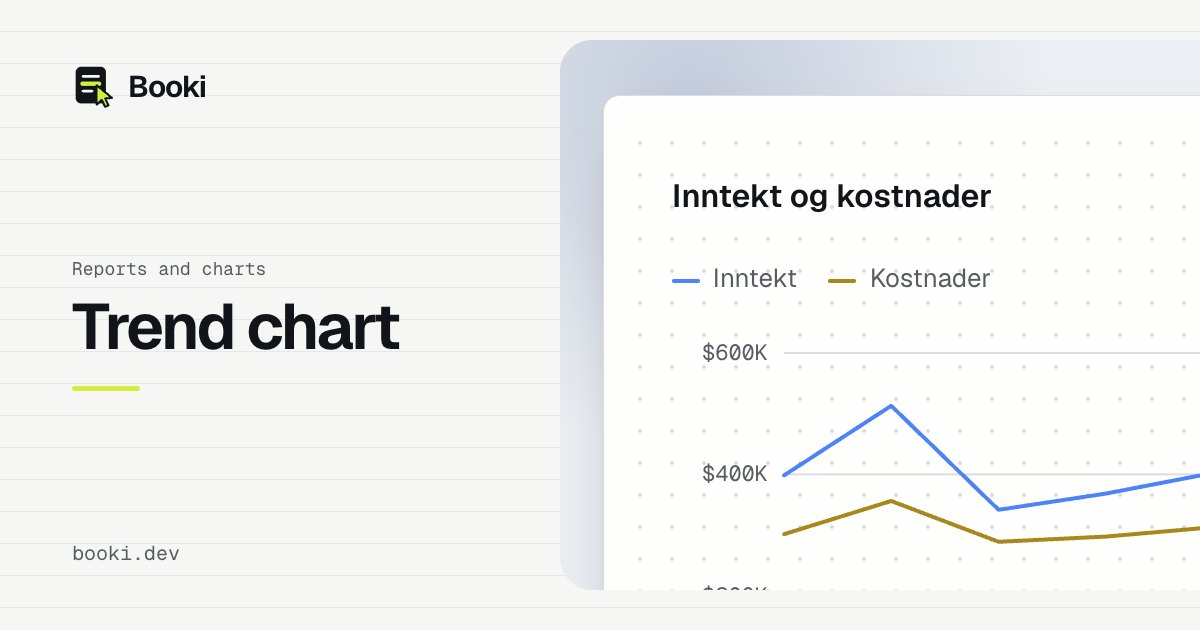 Booki
Reports and charts
Trend chart
booki.dev
Inntekt og kostnader
Inntekt
Kostnader
$600K
$400K